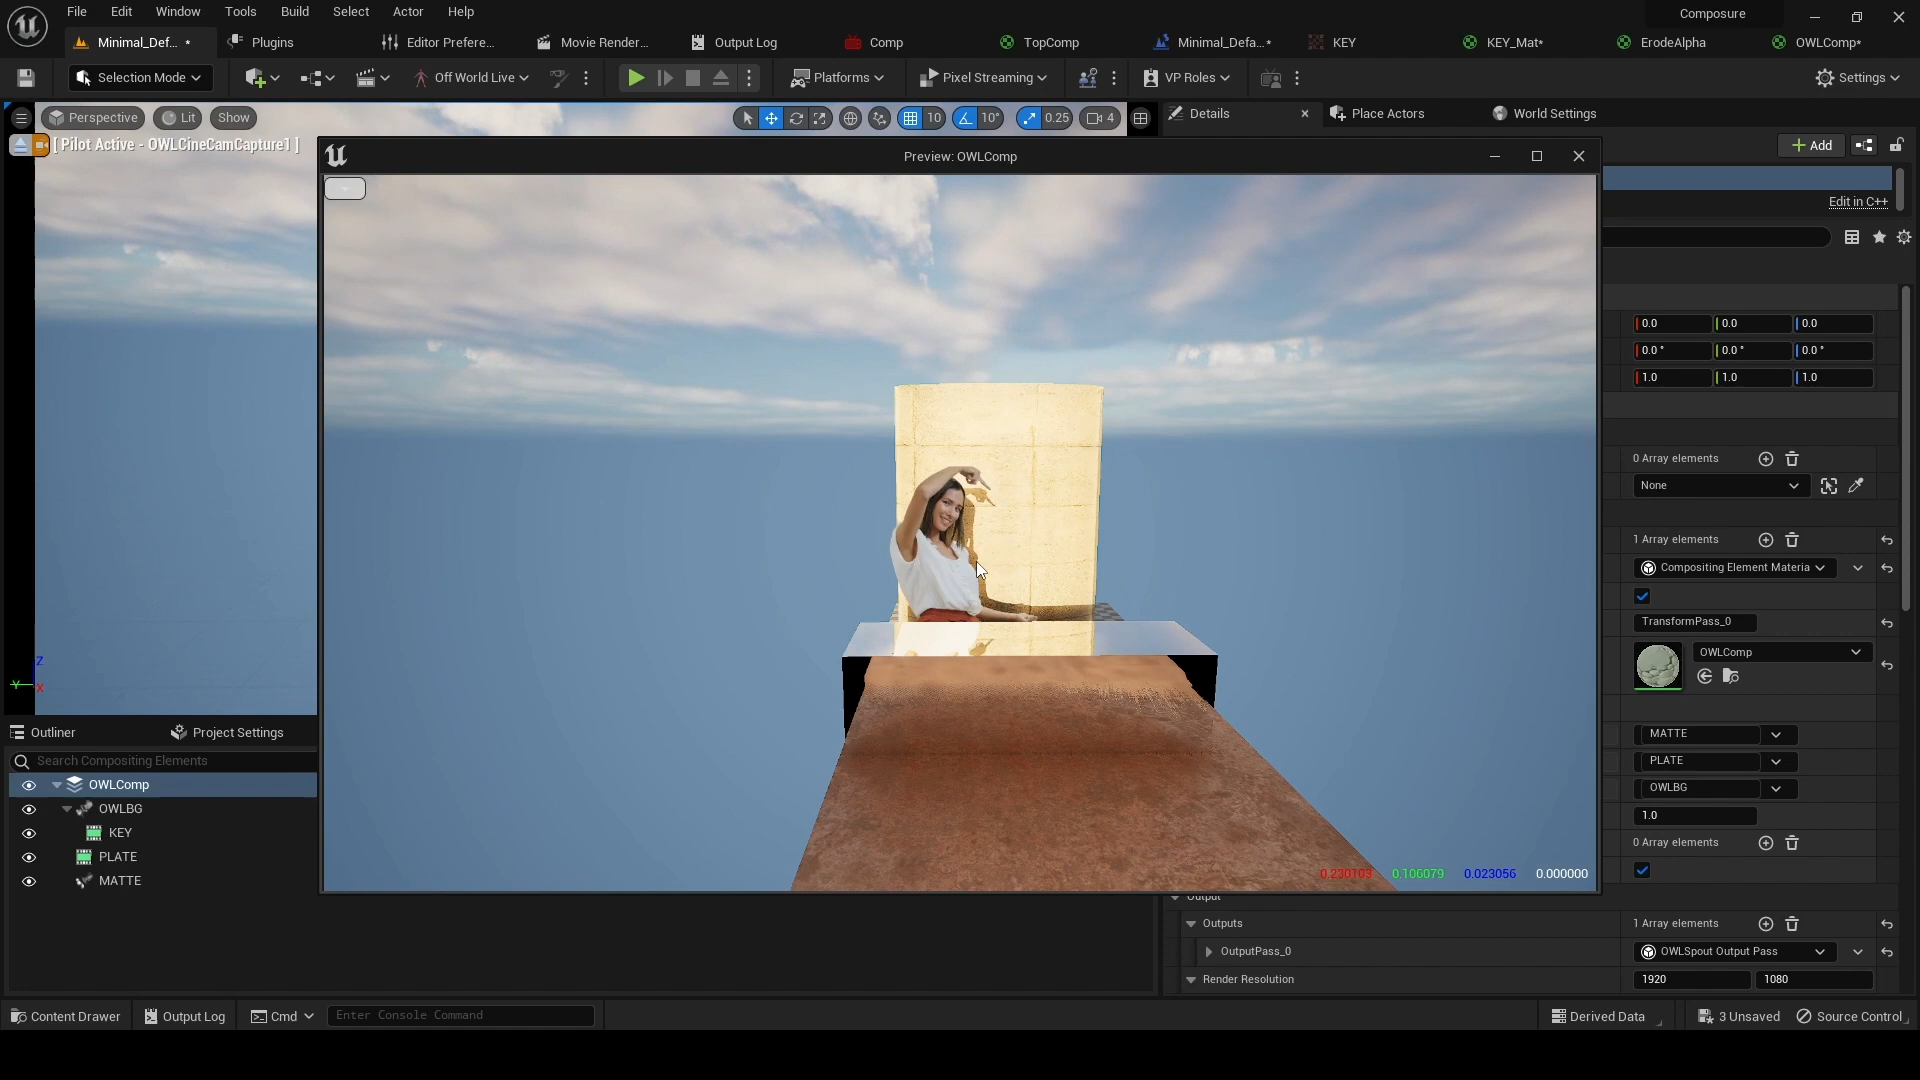 File Edit Window Tools Build Select Actor Help
Composure
Minimal_Def... • Plugins Editor Prefere... Movie Render... Output Log Comp TopComp Minimal_Defa...* KEY KEY_Mat* ErodeAlpha OWLComp*
Selection Mode Off World Live Platforms Pixel Streaming VP Roles Settings
Perspective Lit Show 10 10° 0.25 4 Details Place Actors World Settings
[ Pilot Active - OWLCineCamCapture1 ]
Preview: OWLComp
Add
Edit in C++
0.0 0.0 0.0
0.0 ° 0.0 ° 0.0 °
1.0 1.0 1.0
0 Array elements
None
1 Array elements
Compositing Element Materia
TransformPass_0
OWLComp
Z
Y X
MATTE
PLATE
OWLBG
1.0
0 Array elements
Outliner Project Settings
Search Compositing Elements
OWLComp
OWLBG
KEY
PLATE
MATTE
0.230103 0.106079 0.023056 0.000000
Output
Outputs 1 Array elements
OutputPass_0 OWLSpout Output Pass
Render Resolution 1920 1080
Content Drawer Output Log Cmd Enter Console Command Derived Data 3 Unsaved Source Control